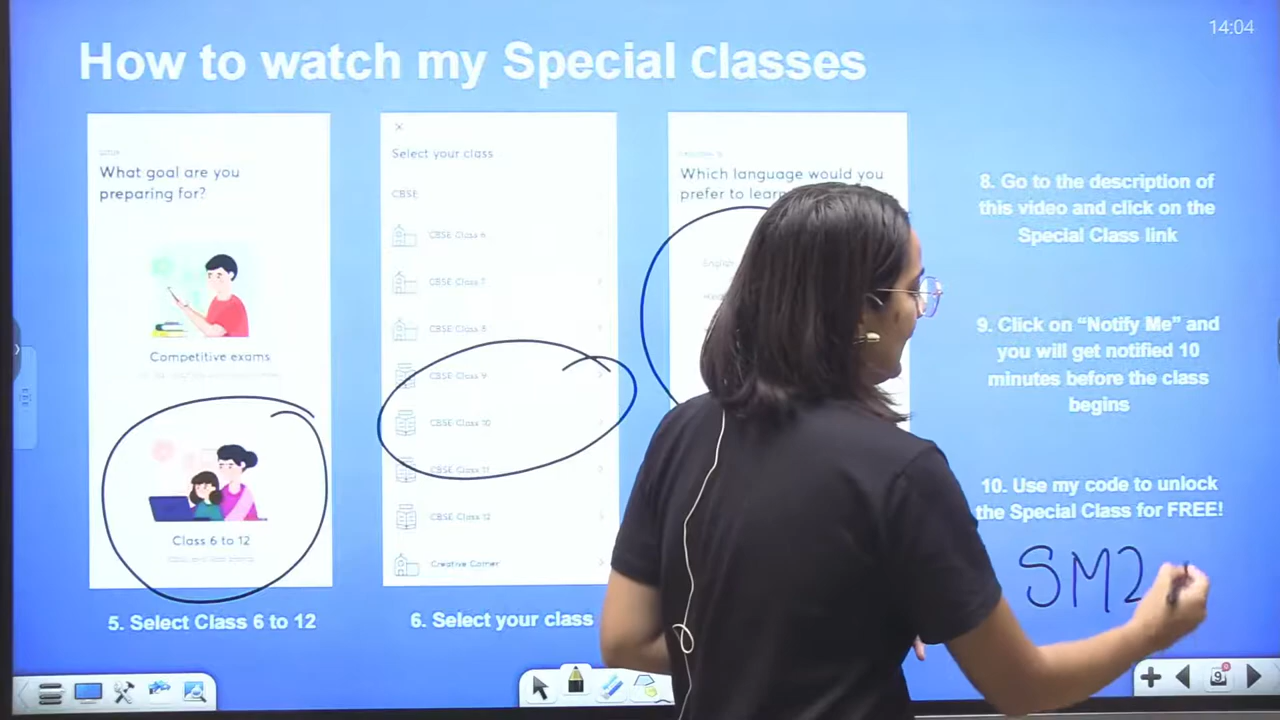 14:04
How to watch my Special Classes
What goal are you
preparing for?
Competitive exams
Class 6 to 12
5. Select Class 6 to 12
Select your class
CBSE
CBSE Class 6
CBSE Class 7
CBSE Class 8
CBSE Class 9
CBSE Class 10
CBSE Class 11
CBSE Class 12
Creative Corner
6. Select your class
Which language would you
prefer to learn
English
8. Go to the description of
this video and click on the
Special Class link
9. Click on “Notify Me” and
you will get notified 10
minutes before the class
begins
10. Use my code to unlock
the Special Class for FREE!
SM2
9